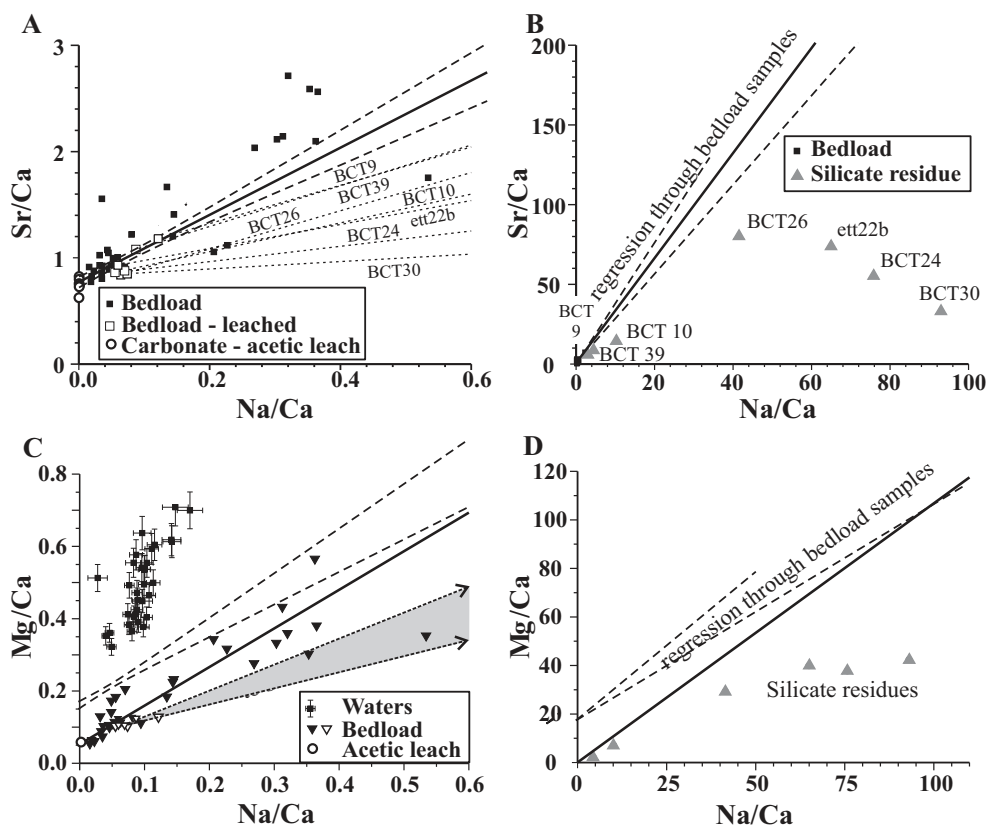 A
3
2
1
0
Sr/Ca
BCT9
BCT39
BCT10
BCT26
ett22b
BCT24
BCT30
Bedload
Bedload - leached
Carbonate - acetic leach
0.0
0.2
0.4
0.6
Na/Ca
B
200
150
100
50
0
Sr/Ca
regression through bedload samples
Bedload
Silicate residue
BCT26
ett22b
BCT24
BCT30
BCT
9
BCT 10
BCT 39
0
20
40
60
80
100
Na/Ca
C
0.8
0.6
0.4
0.2
0.0
Mg/Ca
Waters
Bedload
Acetic leach
0.0
0.1
0.2
0.3
0.4
0.5
0.6
Na/Ca
D
120
100
80
60
40
20
0
Mg/Ca
regression through bedload samples
Silicate residues
0
50
75
100
Na/Ca